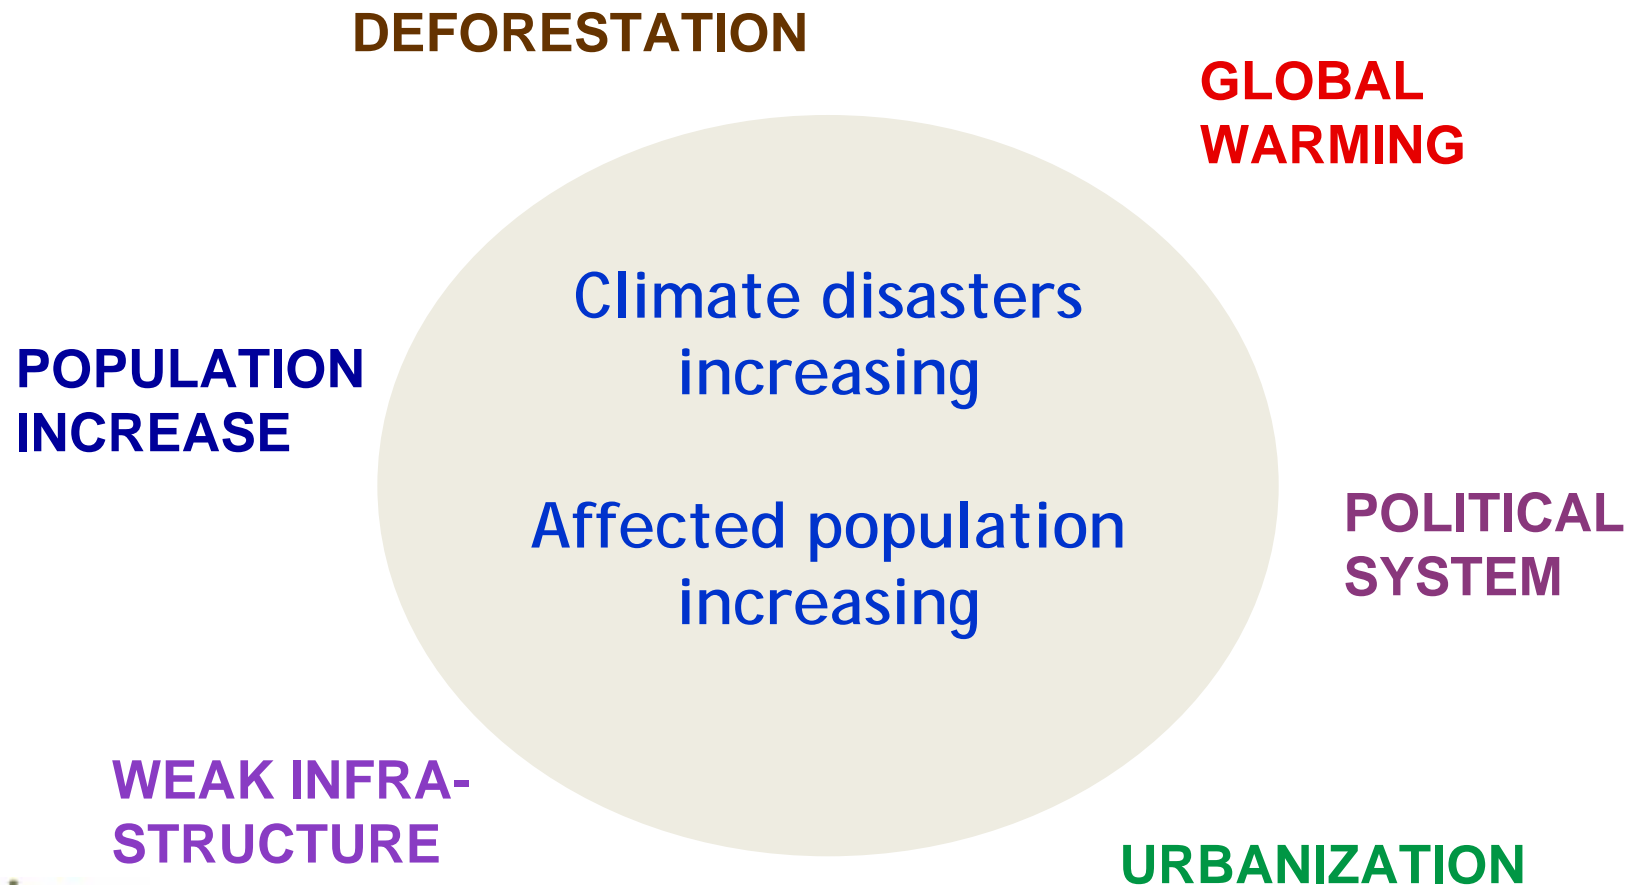 DEFORESTATION
GLOBAL
WARMING
Climate disasters
increasing
POPULATION
INCREASE
Affected population
increasing
POLITICAL
SYSTEM
WEAK INFRA-
STRUCTURE
URBANIZATION